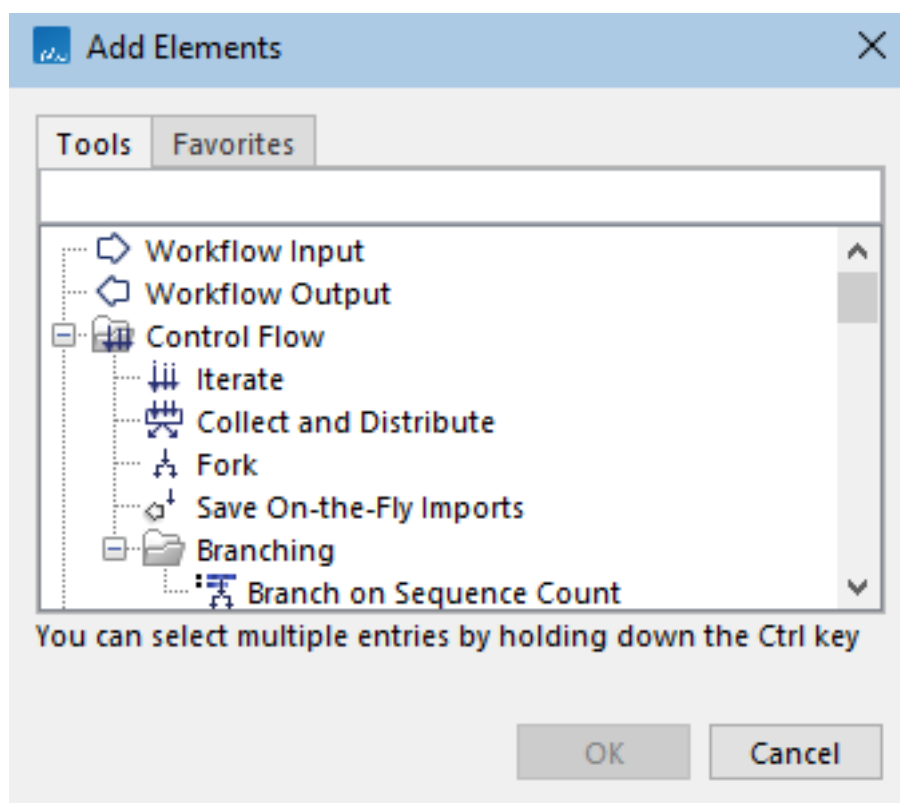 Add Elements
Tools Favorites
Workflow Input
Workflow Output
Control Flow
Iterate
Collect and Distribute
Fork
Save On-the-Fly Imports
Branching
Branch on Sequence Count
You can select multiple entries by holding down the Ctrl key
OK Cancel